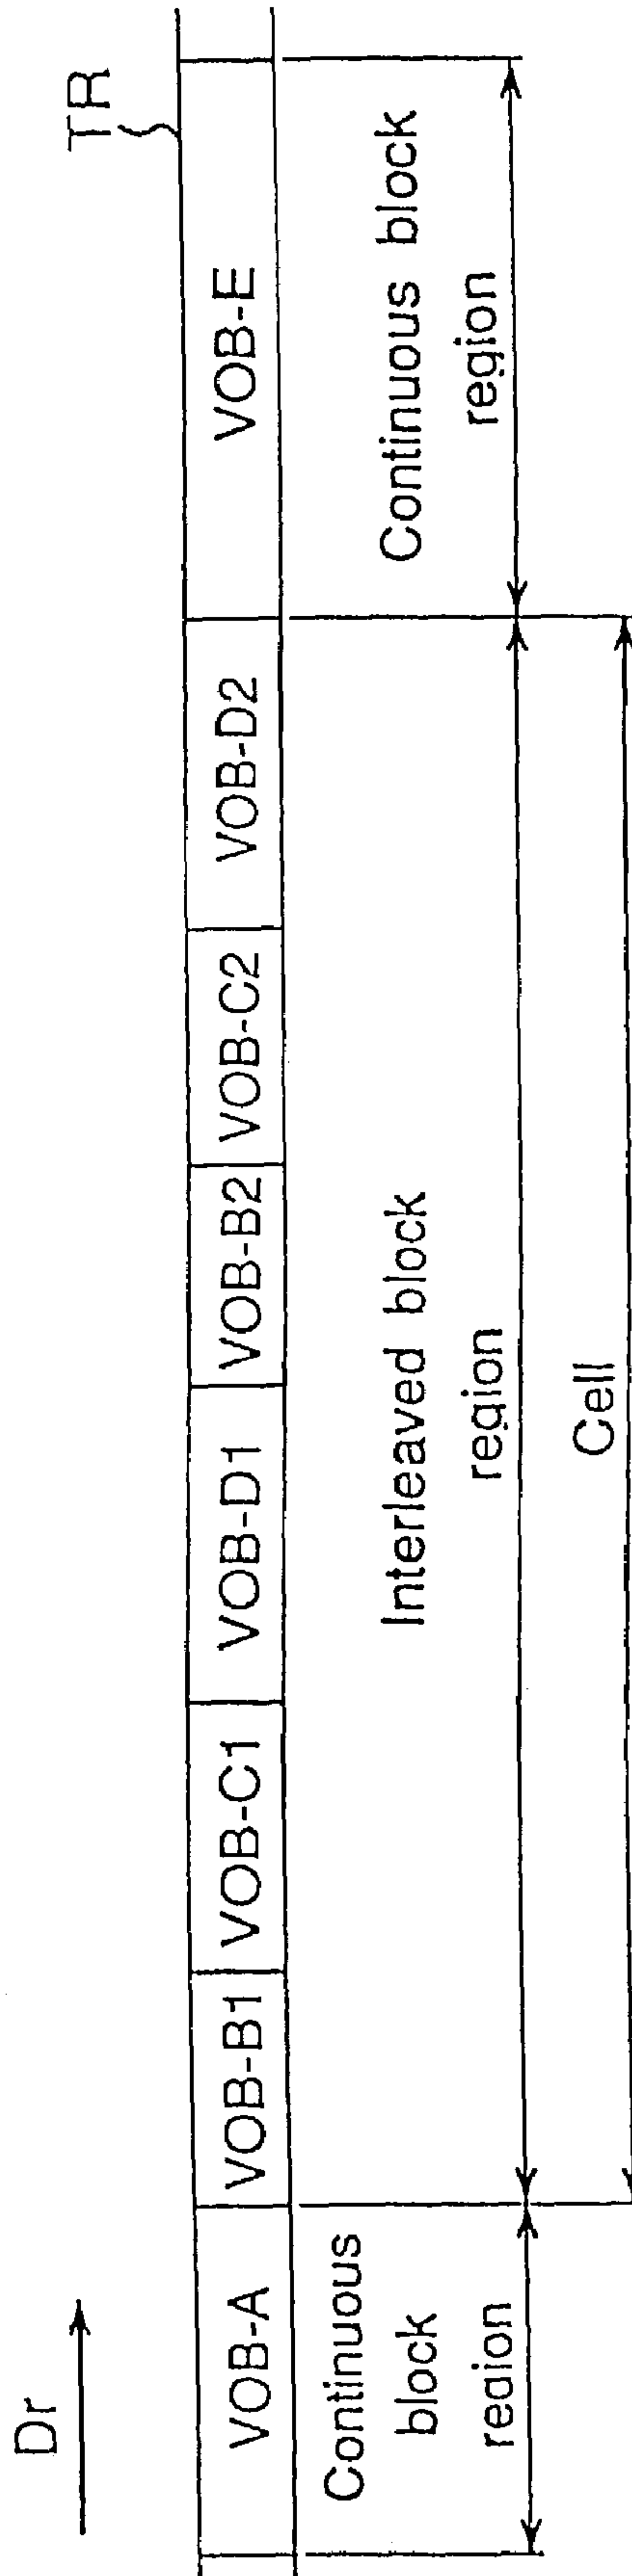 Dr
TR
VOB-A
VOB-B1
VOB-C1
VOB-D1
VOB-B2
VOB-C2
VOB-D2
VOB-E
Continuous
block
region
Interleaved block
region
Continuous block
region
Cell